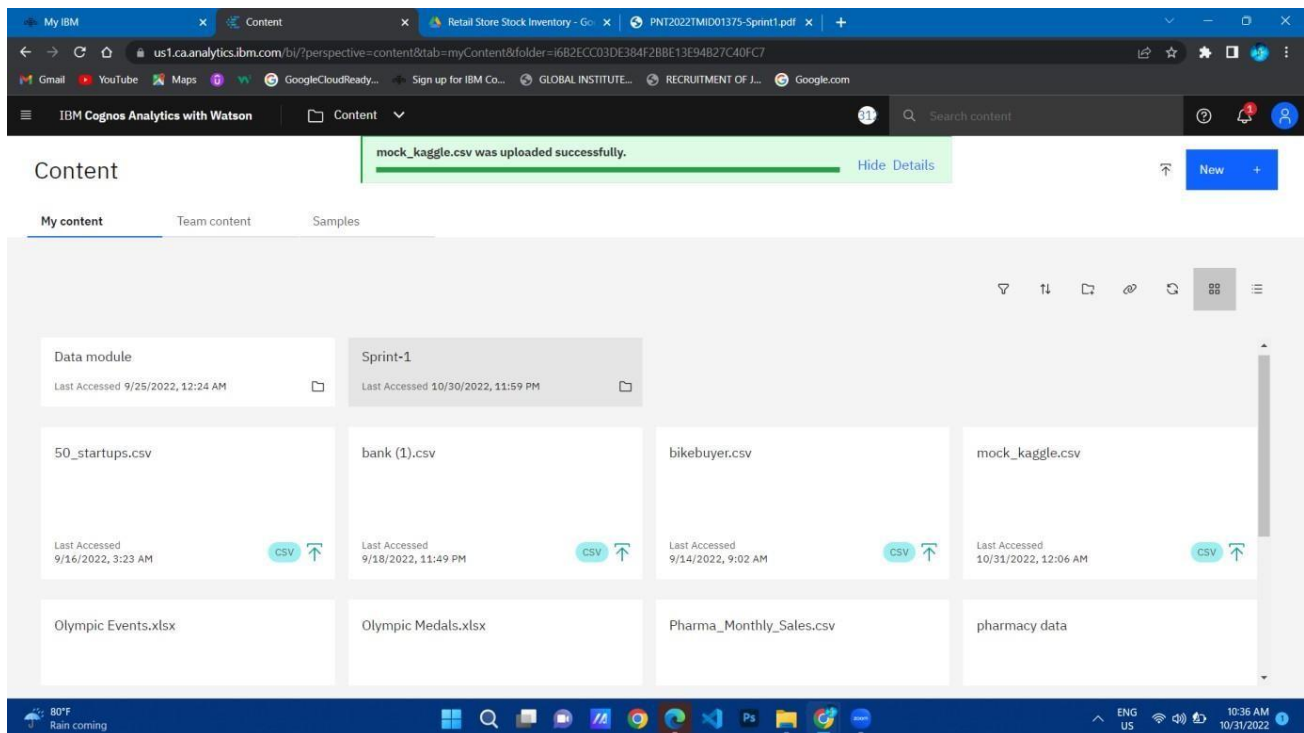 My IBM
Content
Retail Store Stock Inventory - Go
PNT2022TMID01375-Sprint1.pdf
us1.ca.analytics.ibm.com/bi/?perspective=content&tab=myContent&folder=i6B2ECC03DE384F2BBE13E94B27C40FC7
Gmail YouTube Maps GoogleCloudReady... Sign up for IBM Co... GLOBAL INSTITUTE... RECRUITMENT OF J... Google.com
IBM Cognos Analytics with Watson Content Search content
mock_kaggle.csv was uploaded successfully.
Hide Details
Content
New +
My content Team content Samples
Data module
Last Accessed 9/25/2022, 12:24 AM
Sprint-1
Last Accessed 10/30/2022, 11:59 PM
50_startups.csv
Last Accessed
9/16/2022, 3:23 AM
CSV
bank (1).csv
Last Accessed
9/18/2022, 11:49 PM
CSV
bikebuyer.csv
Last Accessed
9/14/2022, 9:02 AM
CSV
mock_kaggle.csv
Last Accessed
10/31/2022, 12:06 AM
CSV
Olympic Events.xlsx
Olympic Medals.xlsx
Pharma_Monthly_Sales.csv
pharmacy data
80°F
Rain coming
Ps
zoom
ENG
US
10:36 AM
10/31/2022
1